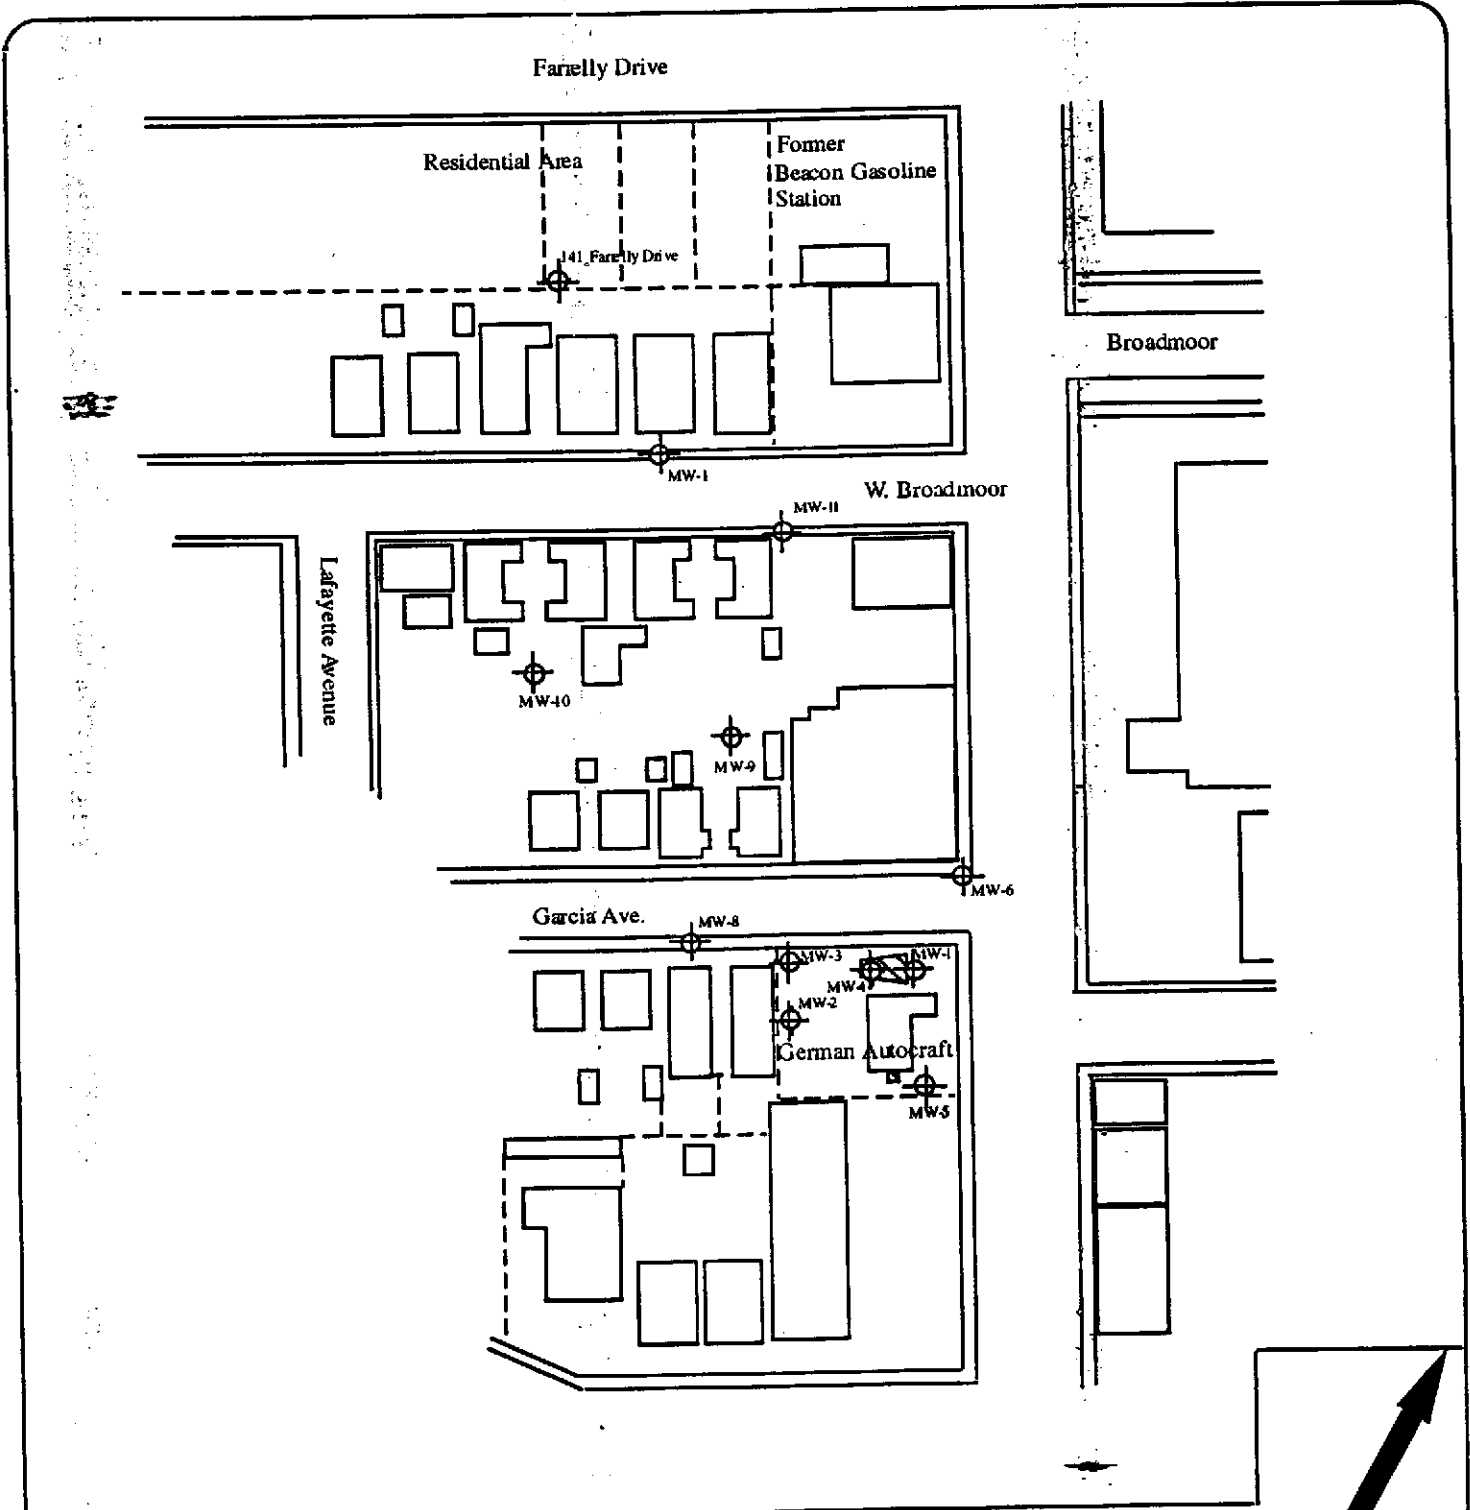 Farrelly Drive
Former
Residential Area
Beacon Gasoline
Station
141 Farrelly Drive
Broadmoor
MW-1
W. Broadmoor
MW-11
Lafayette Avenue
MW-10
MW-9
MW-6
Garcia Ave.
MW-8
MW-3
MW-1
MW-4
MW-2
German Autocraft
MW-5